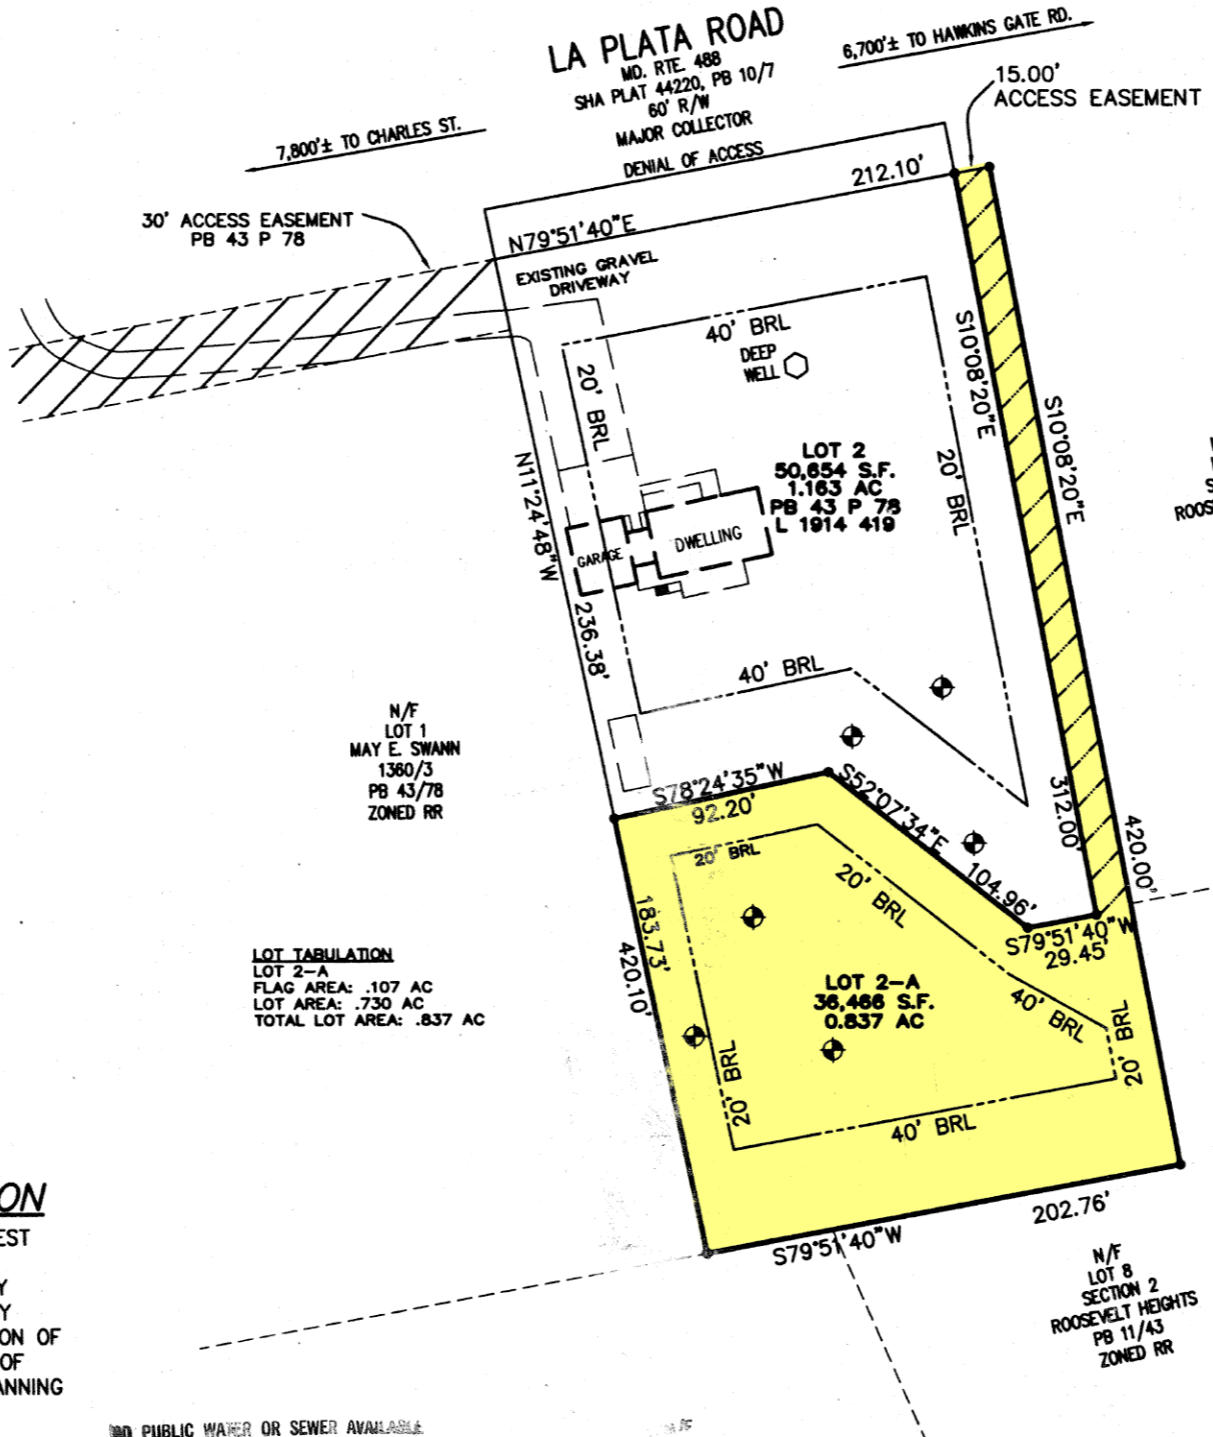 LA PLATA ROAD
MD. RTE. 488
SHA PLAT 44220, PB 10/7
60' R/W
MAJOR COLLECTOR
DENIAL OF ACCESS
6,700'± TO HAWKINS GATE RD.
7,800'± TO CHARLES ST.
15.00'
ACCESS EASEMENT
30' ACCESS EASEMENT
PB 43 P 78
N79°51'40"E
212.10'
EXISTING GRAVEL
DRIVEWAY
40' BRL
DEEP
WELL
20' BRL
20' BRL
S10°08'20"E
S10°08'20"E
LOT 2
50,654 S.F.
1.163 AC
PB 43 P 78
L 1914 419
N11°24'48"W
236.38'
GARAGE
DWELLING
ROOS
40' BRL
N/F
LOT 1
MAY E. SWANN
1360/3
PB 43/78
ZONED RR
S78°24'35"W
92.20'
S52°07'34"E
104.96'
312.00'
420.00'
S79°51'40"W
29.45'
20' BRL
20' BRL
183.73'
420.10'
LOT TABULATION
LOT 2-A
FLAG AREA: .107 AC
LOT AREA: .730 AC
TOTAL LOT AREA: .837 AC
LOT 2-A
36,466 S.F.
0.837 AC
40' BRL
20' BRL
20' BRL
40' BRL
202.76'
S79°51'40"W
N/F
LOT 8
SECTION 2
ROOSEVELT HEIGHTS
PB 11/43
ZONED RR
ON
EST
Y
Y
ON OF
OF
ANNING
NO PUBLIC WATER OR SEWER AVAILABLE
N/F